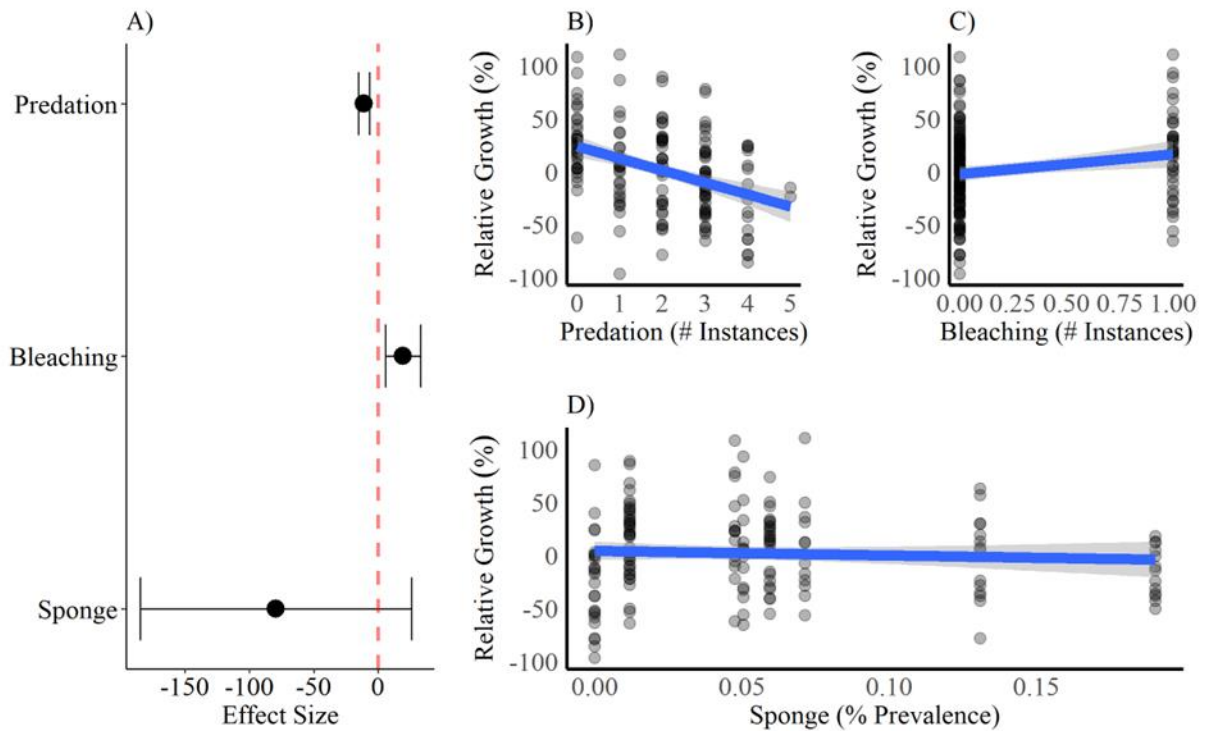 A)
Predation
Bleaching
Sponge
-150 -100 -50 0
Effect Size
B)
Relative Growth (%)
100
50
0
-50
-100
0 1 2 3 4 5
Predation (# Instances)
C)
Relative Growth (%)
100
50
0
-50
-100
0.00 0.25 0.50 0.75 1.00
Bleaching (# Instances)
D)
Relative Growth (%)
100
50
0
-50
-100
0.00 0.05 0.10 0.15
Sponge (% Prevalence)